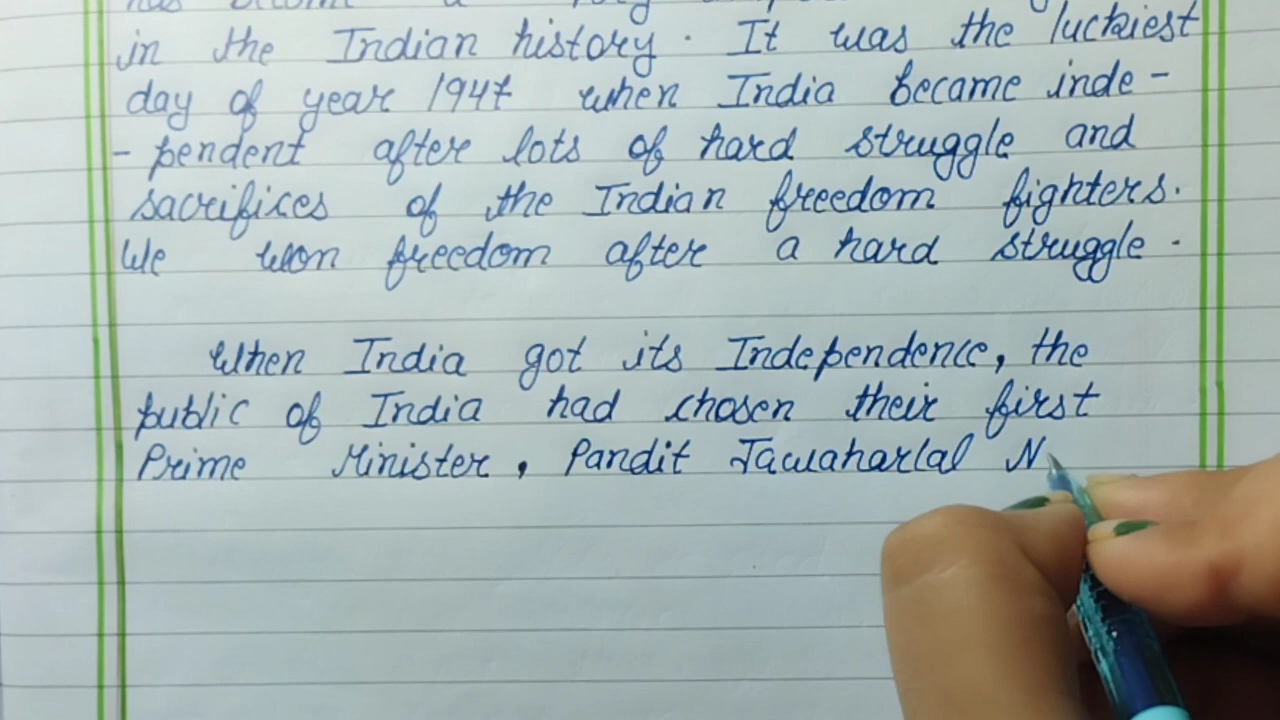 in the Indian history. It was the luckiest
day of year 1947 when India became inde-
-pendent after lots of hard struggle and
sacrifices of the Indian freedom fighters.
We won freedom after a hard struggle.
When India got its Independence, the
public of India had chosen their first
Prime Minister, Pandit Jawaharlal N